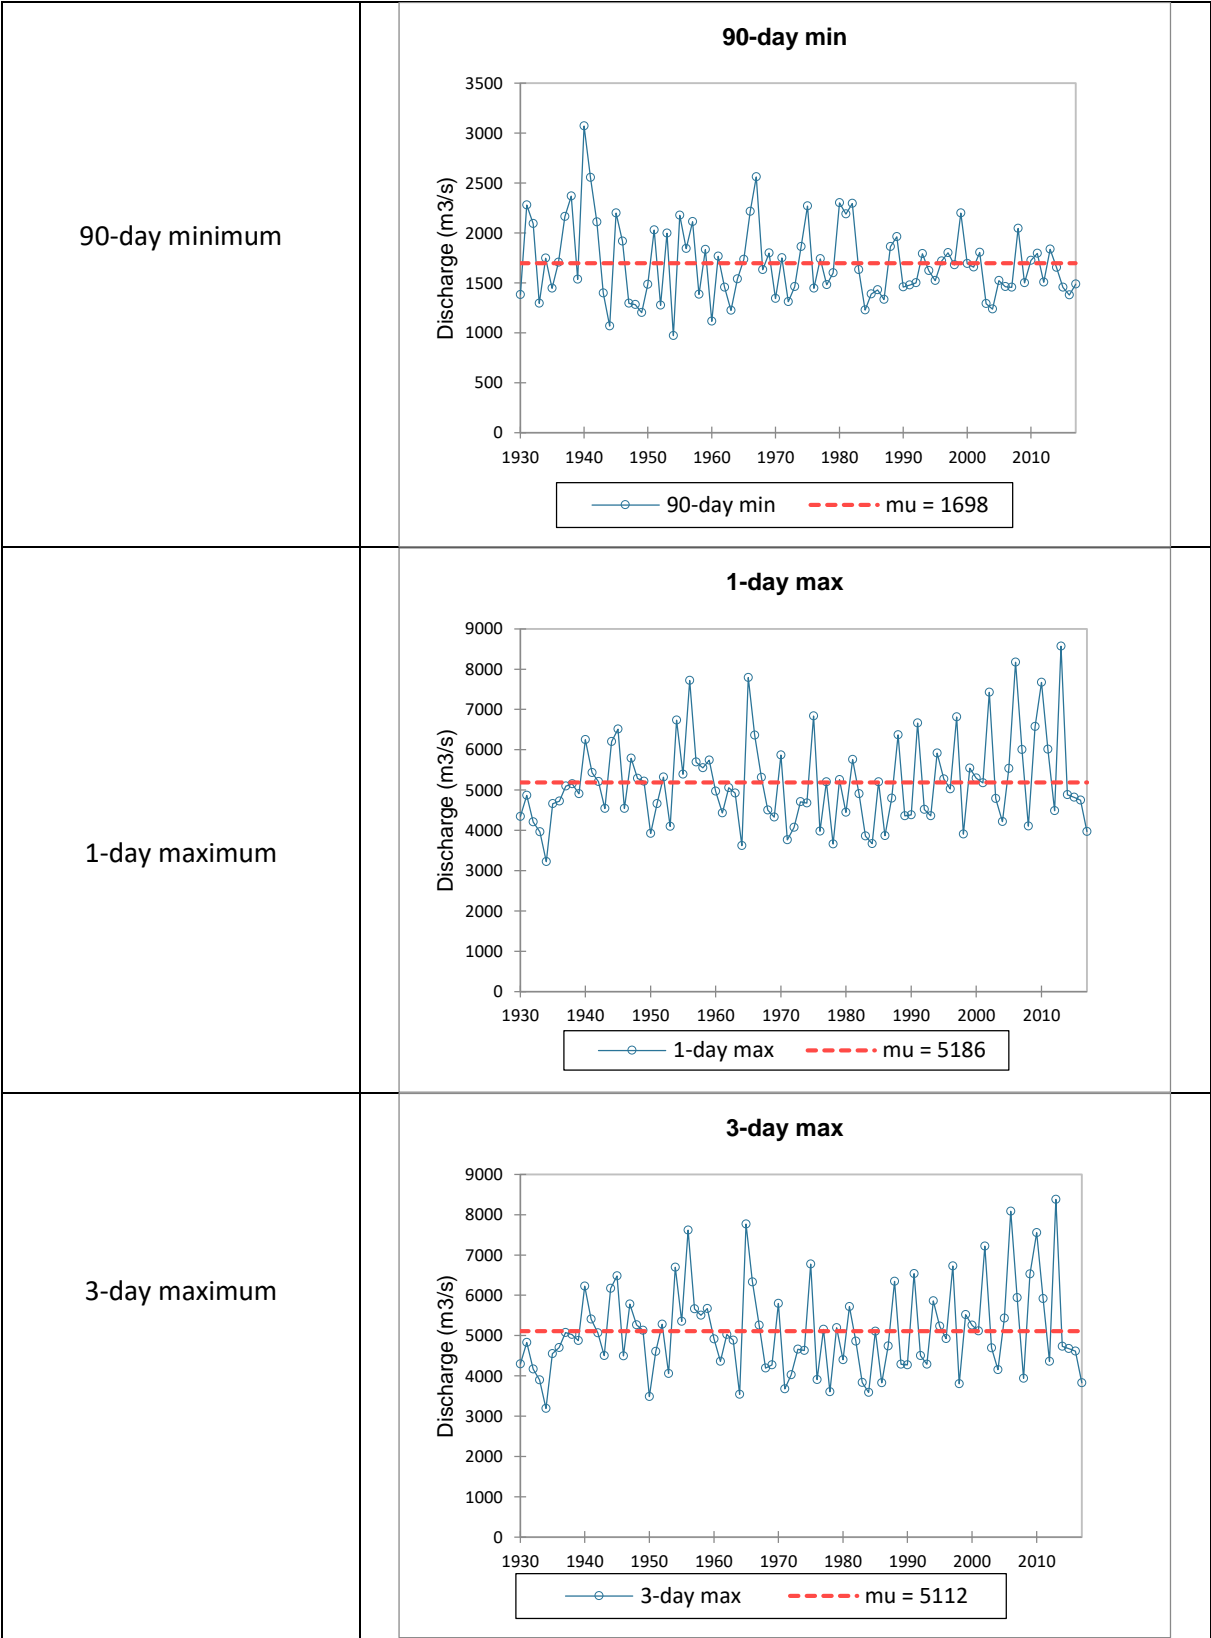 90-day minimum
90-day min
Discharge (m3/s)
3500
3000
2500
2000
1500
1000
500
0
1930 1940 1950 1960 1970 1980 1990 2000 2010
90-day min mu = 1698
1-day maximum
1-day max
Discharge (m3/s)
9000
8000
7000
6000
5000
4000
3000
2000
1000
0
1930 1940 1950 1960 1970 1980 1990 2000 2010
1-day max mu = 5186
3-day maximum
3-day max
Discharge (m3/s)
9000
8000
7000
6000
5000
4000
3000
2000
1000
0
1930 1940 1950 1960 1970 1980 1990 2000 2010
3-day max mu = 5112